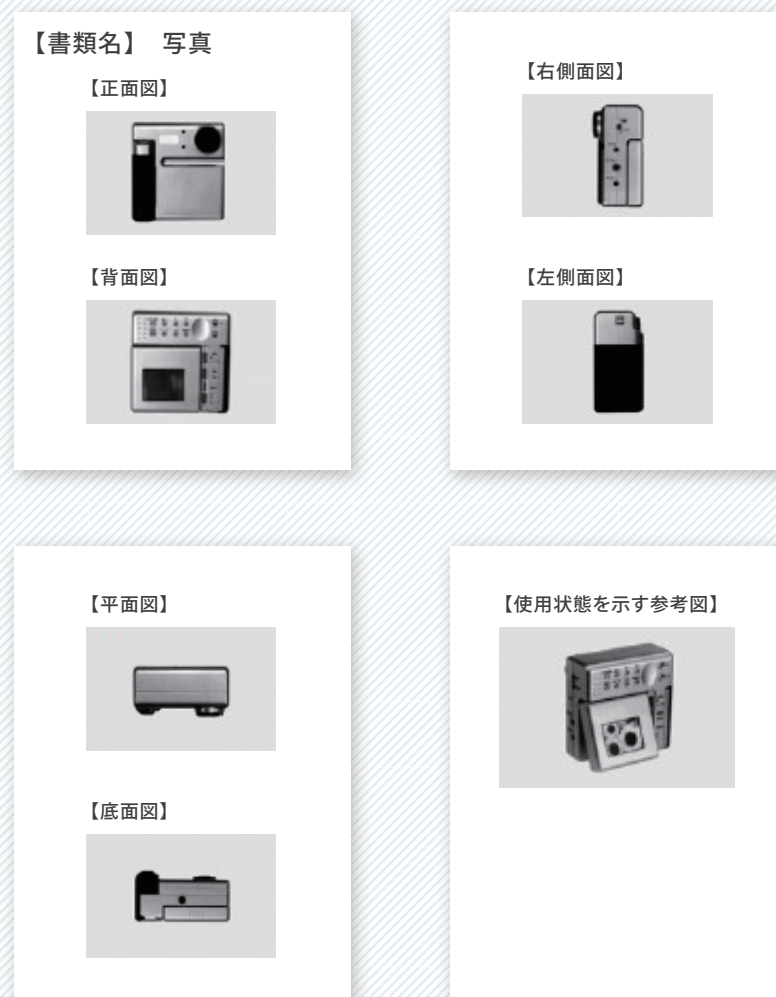 【書類名】 写真
【正面図】
【背面図】
【右側面図】
【左側面図】
【平面図】
【底面図】
【使用状態を示す参考図】